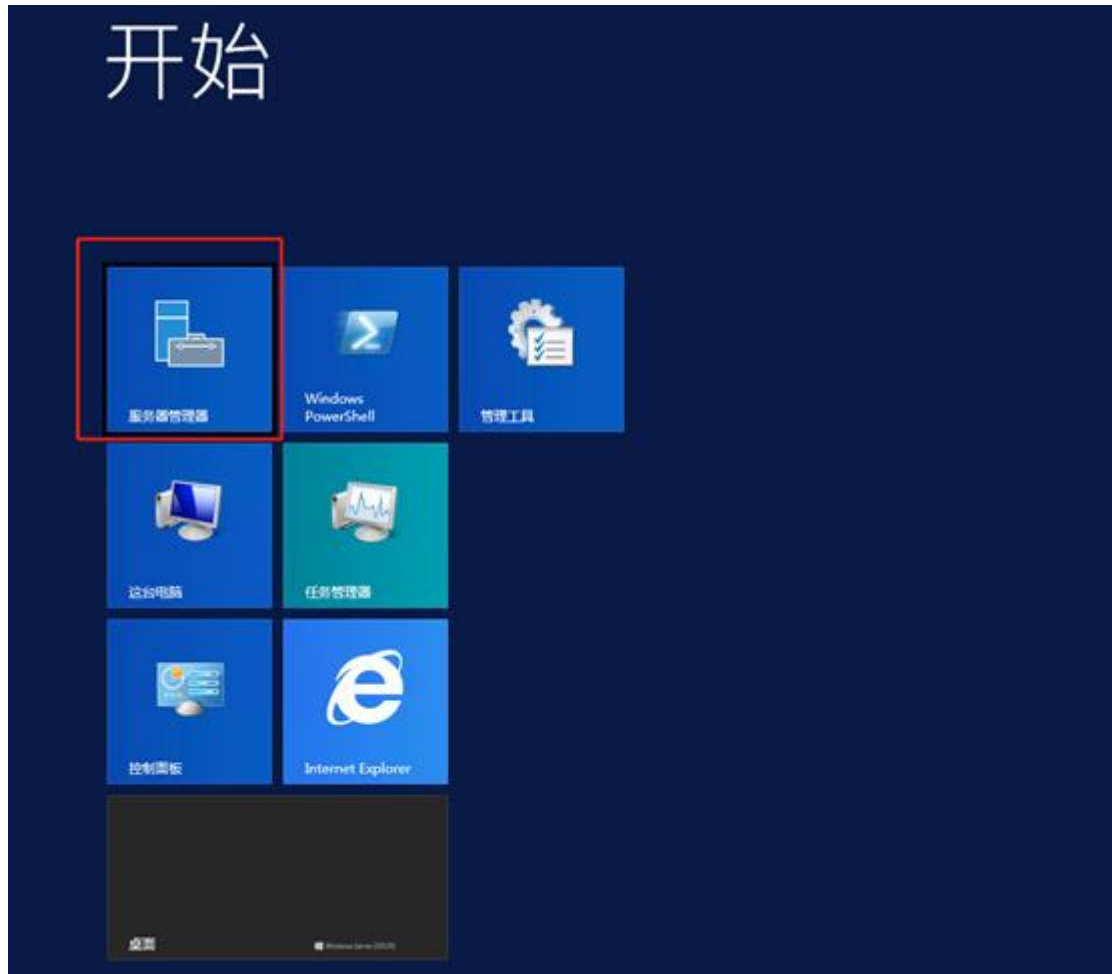 开始
服务器管理器
Windows
PowerShell
管理工具
这台电脑
任务管理器
控制面板
Internet Explorer
桌面